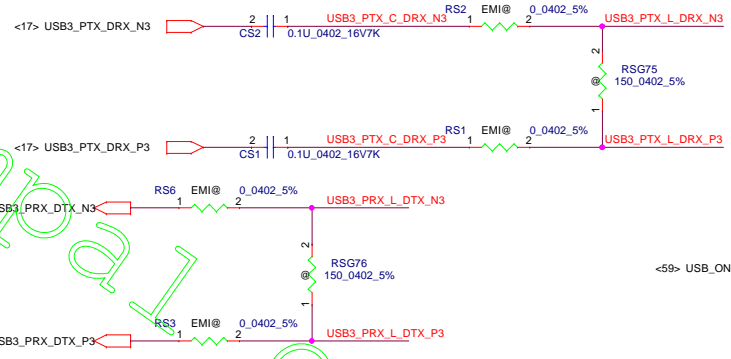 <17> USB3_PTX_DRX_N3
2 1
CS2
0.1U_0402_16V7K
USB3_PTX_C_DRX_N3
RS2 EMI@ 0_0402_5%
1 2
USB3_PTX_L_DRX_N3
2
RSG75
@ 150_0402_5%
1
<17> USB3_PTX_DRX_P3
2 1
CS1 0.1U_0402_16V7K
USB3_PTX_C_DRX_P3
RS1 EMI@ 0_0402_5%
1 2
USB3_PTX_L_DRX_P3
SB3_PRX_DTX_N3
RS6 EMI@ 0_0402_5%
1 2
USB3_PRX_L_DTX_N3
2
RSG76
@ 150_0402_5%
1
<59> USB_ON
SB3_PRX_DTX_P3
RS3 EMI@ 0_0402_5%
1 2
USB3_PRX_L_DTX_P3